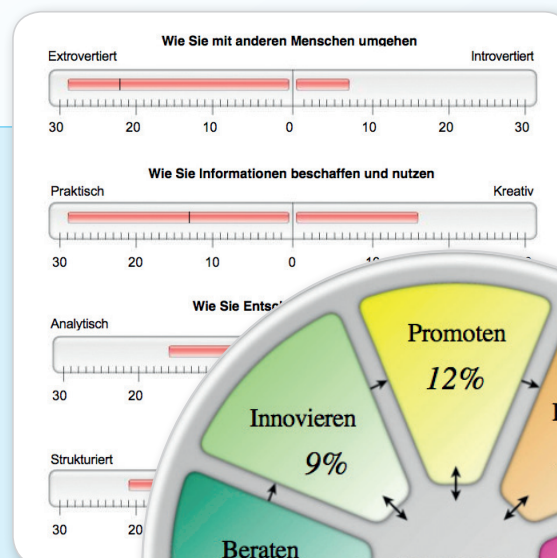 Wie Sie mit anderen Menschen umgehen
Extrovertiert Introvertiert
30 20 10 0 10 20 30
Wie Sie Informationen beschaffen und nutzen
Praktisch Kreativ
30 20 10 0
Wie Sie
Analytisch
30 20
Strukturiert
30 20
Promoten
12%
Innovieren
9%
Beraten